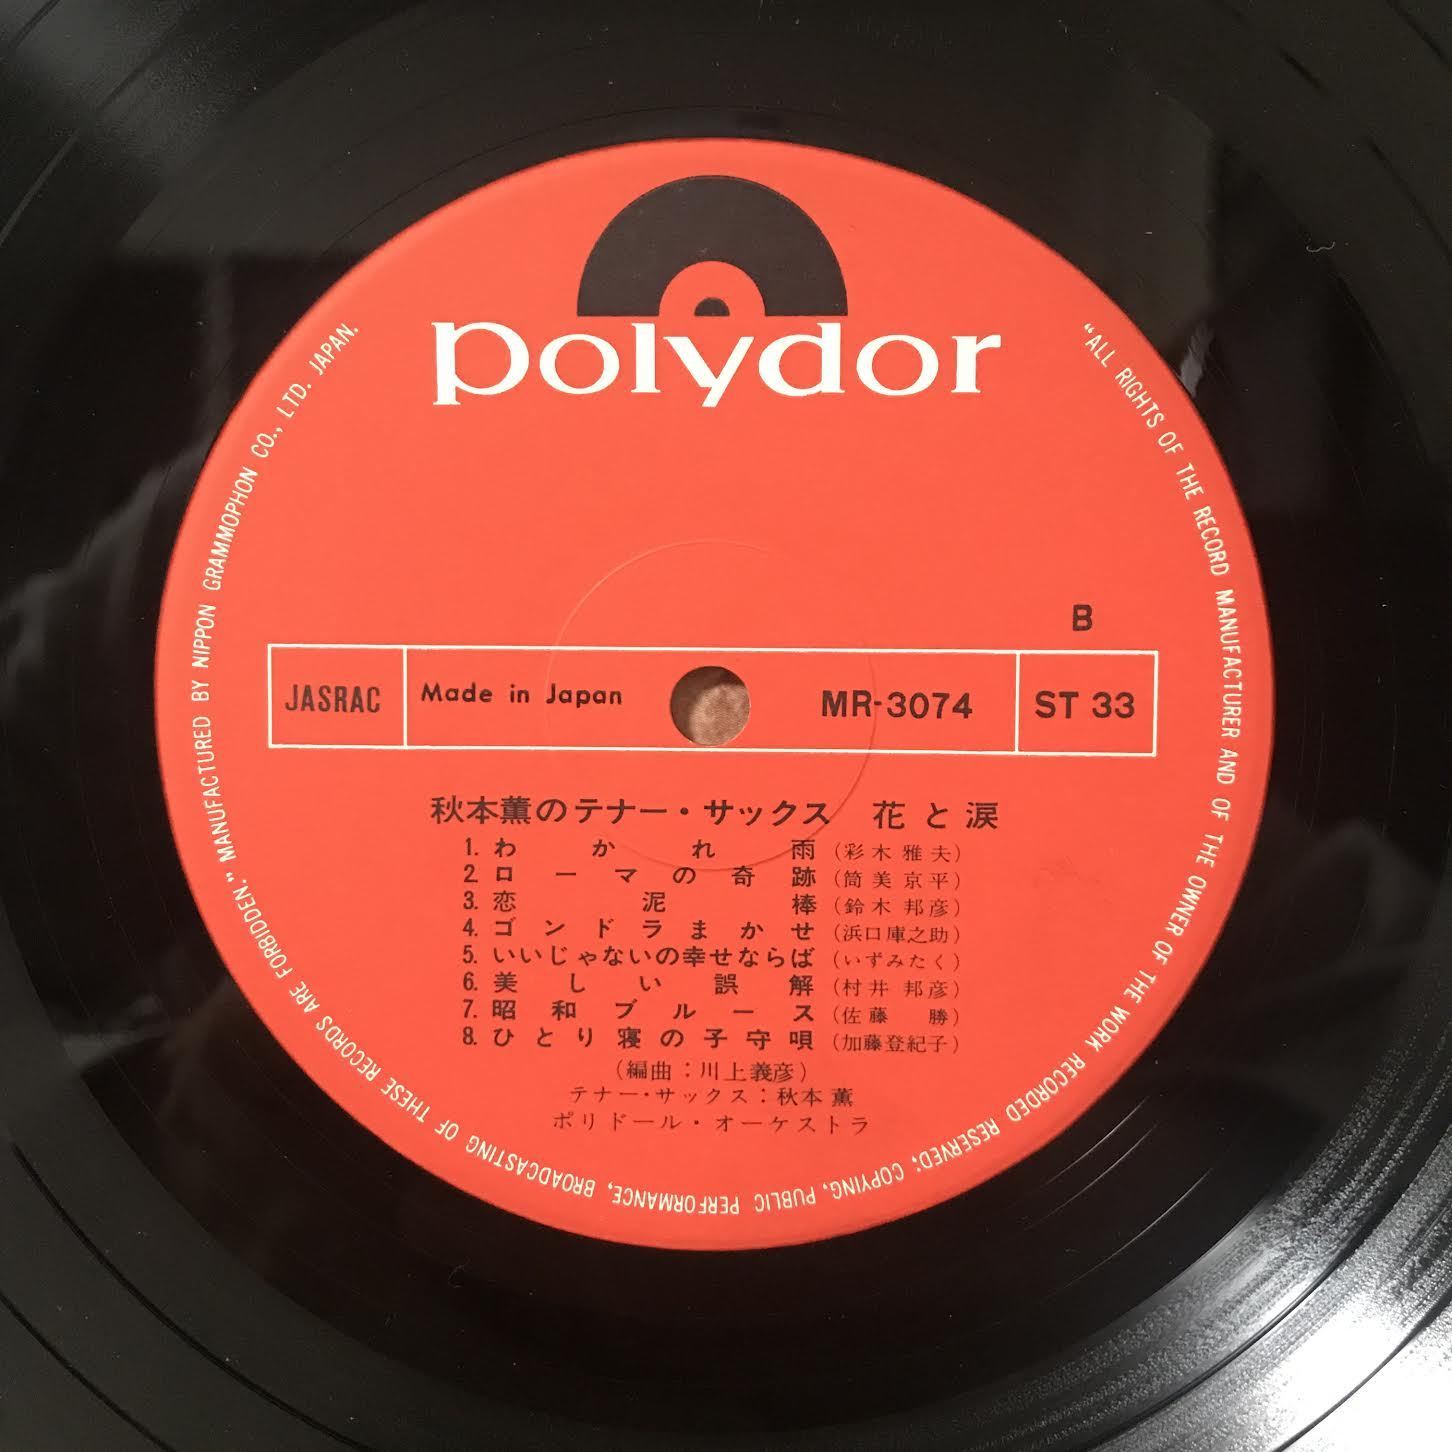 polydor
B
JASRAC Made in Japan MR-3074 ST 33
秋本薫のテナー・サックス 花と涙
1. わかれ雨 (彩木雅夫)
2. ローマの奇跡 (筒美京平)
3. 恋泥棒 (鈴木邦彦)
4. ゴンドラまかせ (浜口庫之助)
5. いいじゃないの幸せならば (いずみたく)
6. 美しい誤解 (村井邦彦)
7. 昭和ブルース (佐藤勝)
8. ひとり寝の子守唄 (加藤登紀子)
(編曲：川上義彦)
テナー・サックス：秋本薫
ポリドール・オーケストラ
"ALL RIGHTS OF THE RECORD MANUFACTURER AND OF THE OWNER OF THE WORK RECORDED RESERVED; COPYING, PUBLIC PERFORMANCE, BROADCASTING OF THESE RECORDS ARE FORBIDDEN." MANUFACTURED BY NIPPON GRAMMOPHON CO., LTD. JAPAN.